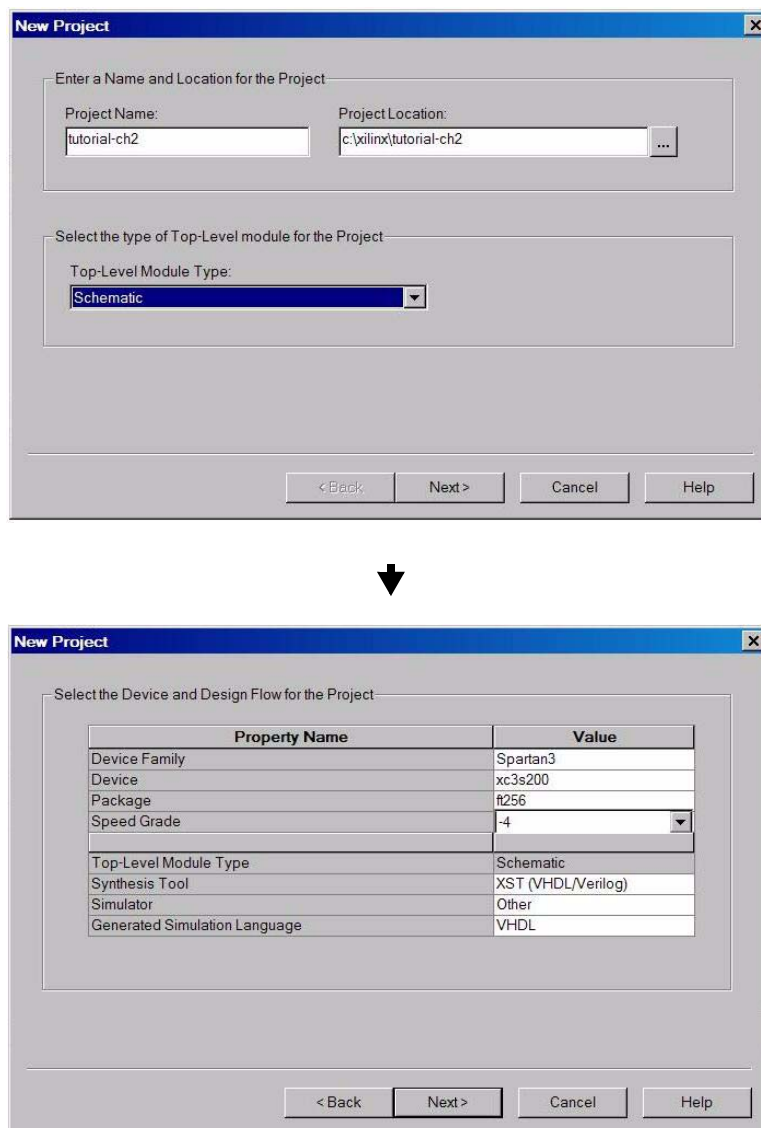 New Project
Enter a Name and Location for the Project
Project Name: Project Location:
tutorial-ch2 c:\xilinx\tutorial-ch2 ...
Select the type of Top-Level module for the Project
Top-Level Module Type:
Schematic
< Back Next > Cancel Help
New Project
Select the Device and Design Flow for the Project
Property Name Value
Device Family Spartan3
Device xc3s200
Package ft256
Speed Grade -4
Top-Level Module Type Schematic
Synthesis Tool XST (VHDL/Verilog)
Simulator Other
Generated Simulation Language VHDL
< Back Next > Cancel Help